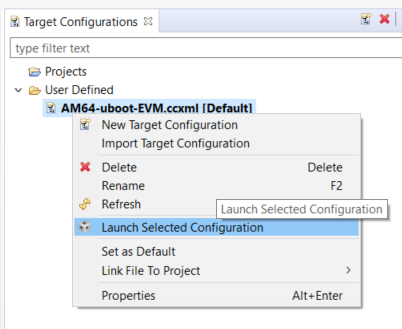 Target Configurations
type filter text
Projects
User Defined
AM64-uboot-EVM.ccxml [Default]
New Target Configuration
Import Target Configuration
Delete Delete
Rename F2
Refresh
Launch Selected Configuration
Launch Selected Configuration
Set as Default
Link File To Project
Properties Alt+Enter